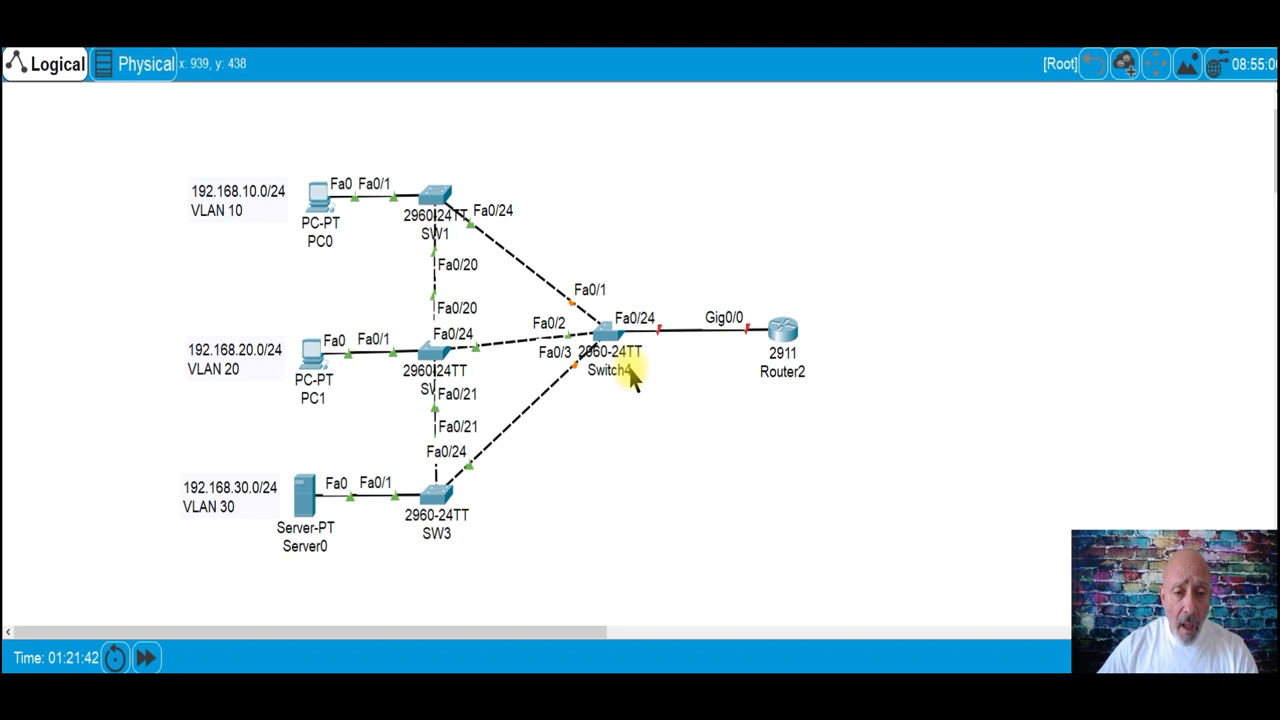 Logical
Physical
x: 939, y: 438
[Root]
08:55:0
192.168.10.0/24
VLAN 10
Fa0
Fa0/1
PC-PT
PC0
2960-24TT
SW1
Fa0/24
Fa0/20
Fa0/20
Fa0/1
Fa0/2
Fa0/3
Fa0/24
Gig0/0
2960-24TT
Switch4
2911
Router2
192.168.20.0/24
VLAN 20
Fa0
Fa0/1
PC-PT
PC1
Fa0/24
2960-24TT
Fa0/21
Fa0/21
Fa0/24
192.168.30.0/24
VLAN 30
Fa0
Fa0/1
Server-PT
Server0
2960-24TT
SW3
Time: 01:21:42